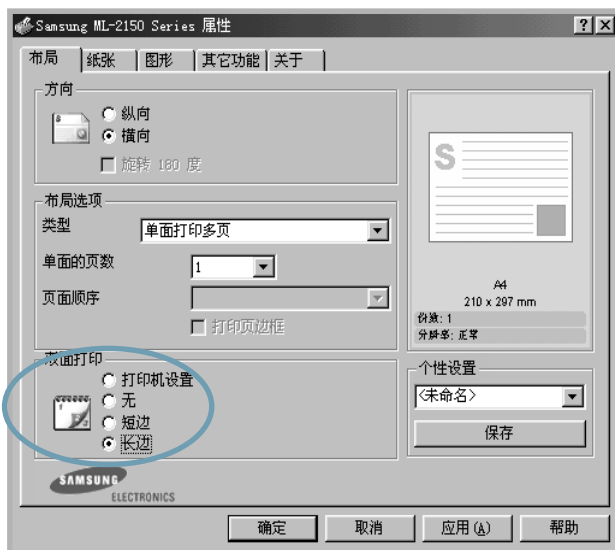 Samsung ML-2150 Series 属性
布局 纸张 图形 其它功能 关于
方向
纵向
横向
旋转 180 度
布局选项
类型 单面打印多页
单面的页数 1
页面顺序
打印页边框
双面打印
打印机设置
无
短边
长边
S
A4
210 x 297 mm
份数: 1
分辨率: 正常
个性设置
<未命名>
保存
SAMSUNG
ELECTRONICS
确定 取消 应用(A) 帮助